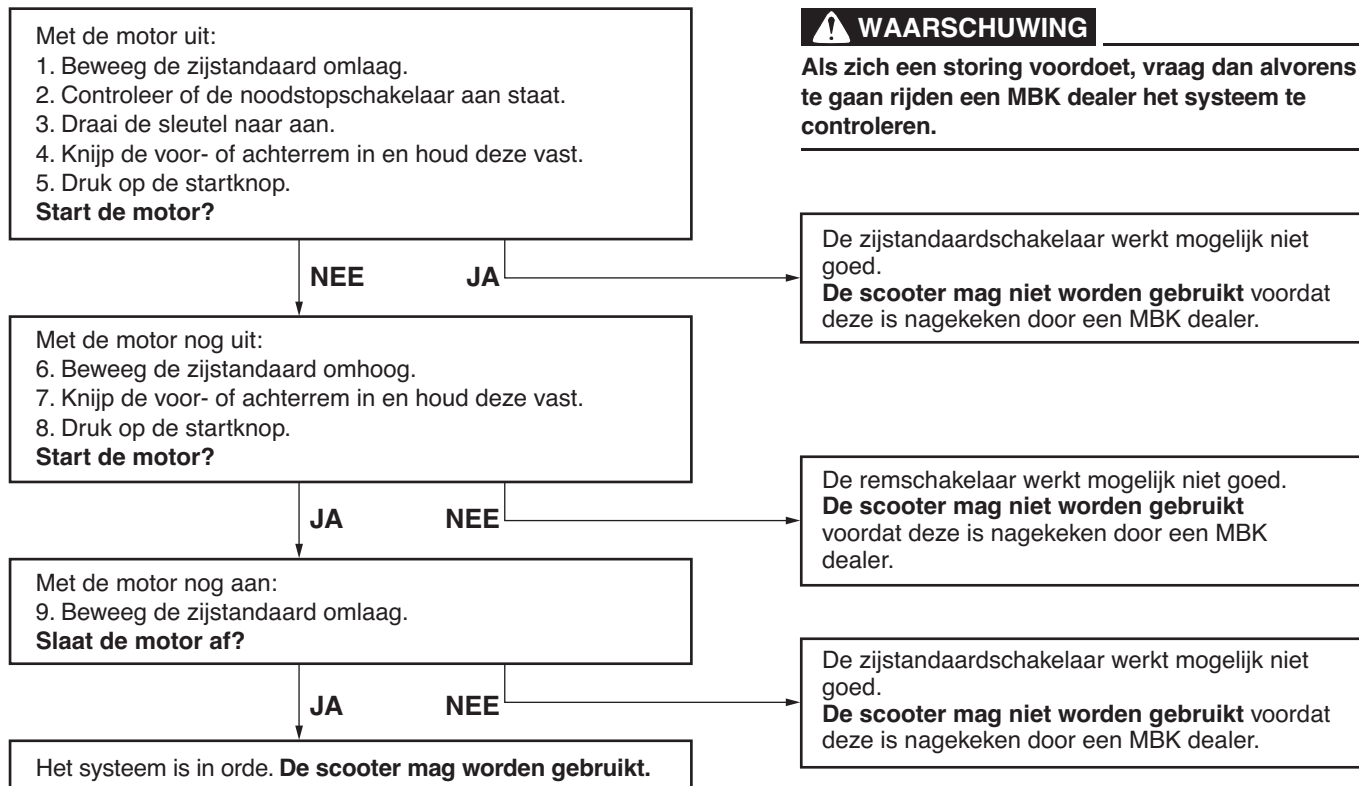 Met de motor uit:
1. Beweeg de zijstandaard omlaag.
2. Controleer of de noodstopschakelaar aan staat.
3. Draai de sleutel naar aan.
4. Knijp de voor- of achterrem in en houd deze vast.
5. Druk op de startknop.
Start de motor?
WAARSCHUWING
Als zich een storing voordoet, vraag dan alvorens
te gaan rijden een MBK dealer het systeem te
controleren.
NEE
JA
De zijstandaardschakelaar werkt mogelijk niet
goed.
De scooter mag niet worden gebruikt voordat
deze is nagekeken door een MBK dealer.
Met de motor nog uit:
6. Beweeg de zijstandaard omhoog.
7. Knijp de voor- of achterrem in en houd deze vast.
8. Druk op de startknop.
Start de motor?
JA
NEE
De remschakelaar werkt mogelijk niet goed.
De scooter mag niet worden gebruikt
voordat deze is nagekeken door een MBK
dealer.
Met de motor nog aan:
9. Beweeg de zijstandaard omlaag.
Slaat de motor af?
JA
NEE
De zijstandaardschakelaar werkt mogelijk niet
goed.
De scooter mag niet worden gebruikt voordat
deze is nagekeken door een MBK dealer.
Het systeem is in orde. De scooter mag worden gebruikt.